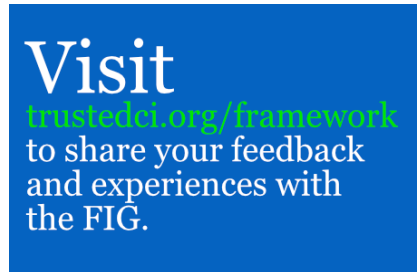 Visit
trustedci.org/framework
to share your feedback
and experiences with
the FIG.